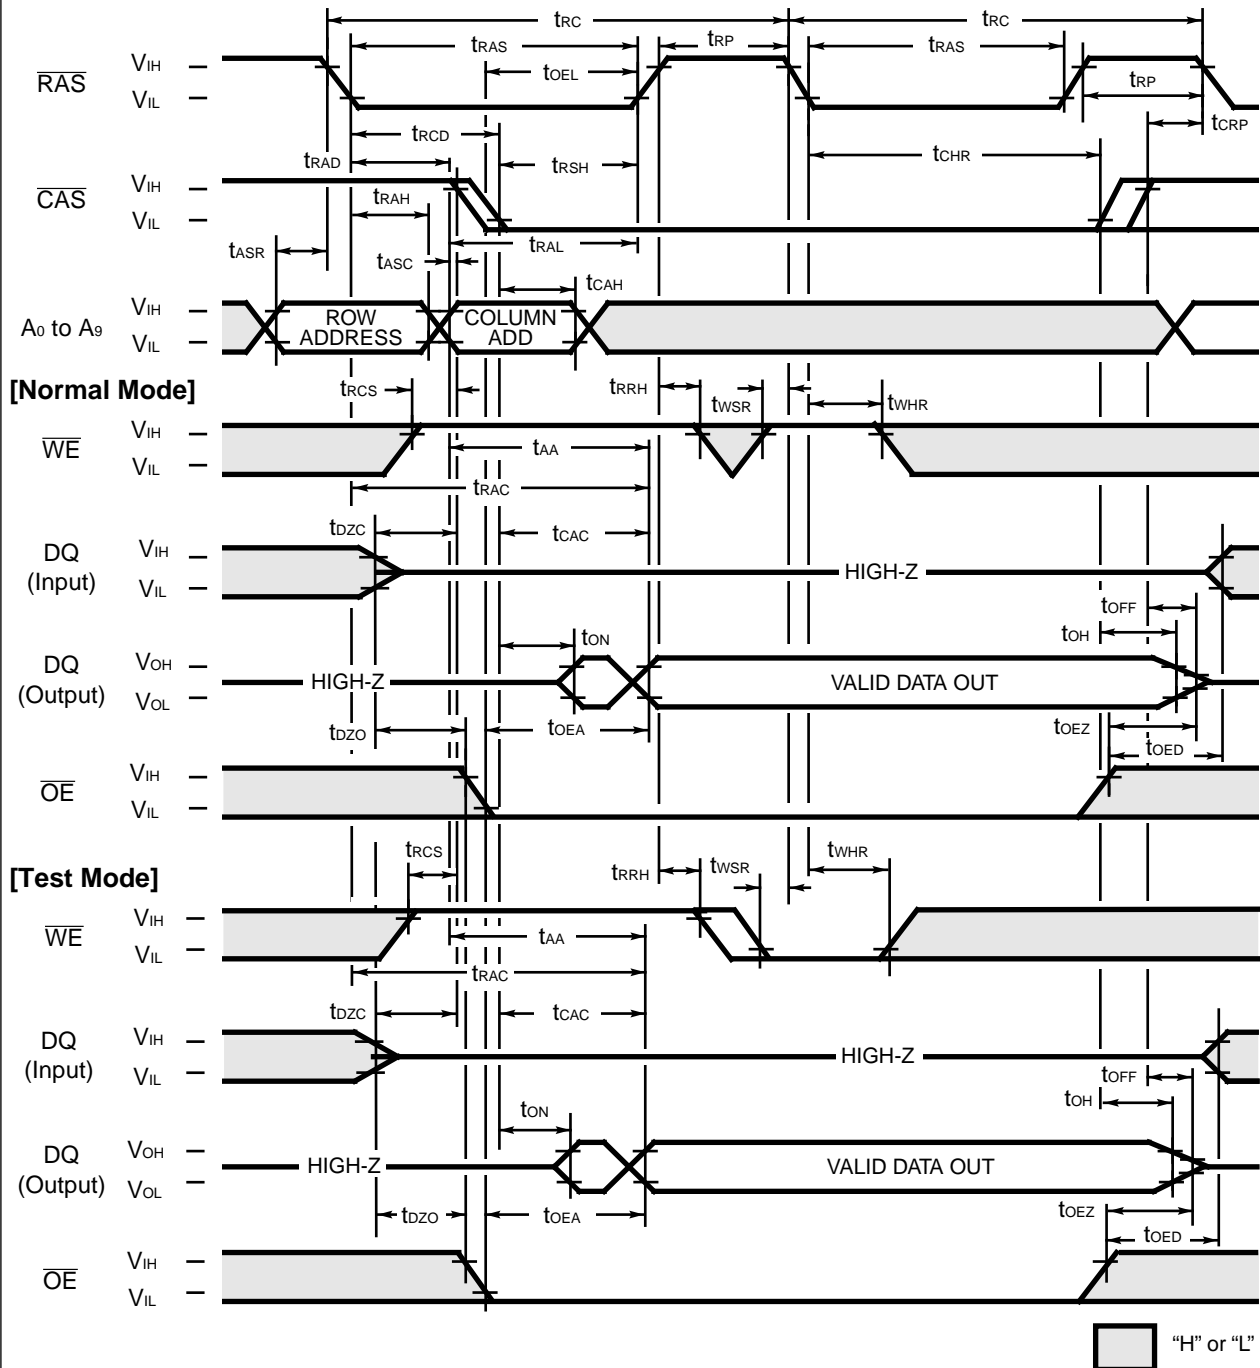 tRC tRC
tRAS tRP tRAS
RAS VIH tOEL tRP
VIL
tRCD tCRP
tRAD tRSH tCHR
CAS VIH tRAH
VIL
tASR tRAL
tASC
tCAH
A0 to A9 VIH ROW ADDRESS COLUMN ADD
VIL
[Normal Mode] tRCS tRRH tWSR tWHR
WE VIH
VIL tAA
tRAC
tDZC tCAC
DQ (Input) VIH
VIL HIGH-Z
tOFF
tON tOH
DQ (Output) VOH
VOL HIGH-Z VALID DATA OUT
tDZO tOEA tOEZ
tOED
OE VIH
VIL
[Test Mode] tRCS tRRH tWSR tWHR
WE VIH
VIL tAA
tRAC
tDZC tCAC
DQ (Input) VIH
VIL HIGH-Z
tOFF
tON tOH
DQ (Output) VOH
VOL HIGH-Z VALID DATA OUT
tDZO tOEA tOEZ
tOED
OE VIH
VIL
“H” or “L”